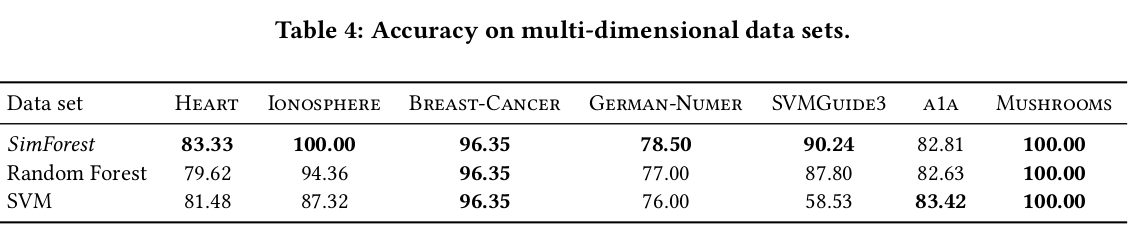 Table 4: Accuracy on multi-dimensional data sets.
Data set Heart Ionosphere Breast-Cancer German-Numer SVMGuide3 a1a Mushrooms
SimForest 83.33 100.00 96.35 78.50 90.24 82.81 100.00
Random Forest 79.62 94.36 96.35 77.00 87.80 82.63 100.00
SVM 81.48 87.32 96.35 76.00 58.53 83.42 100.00